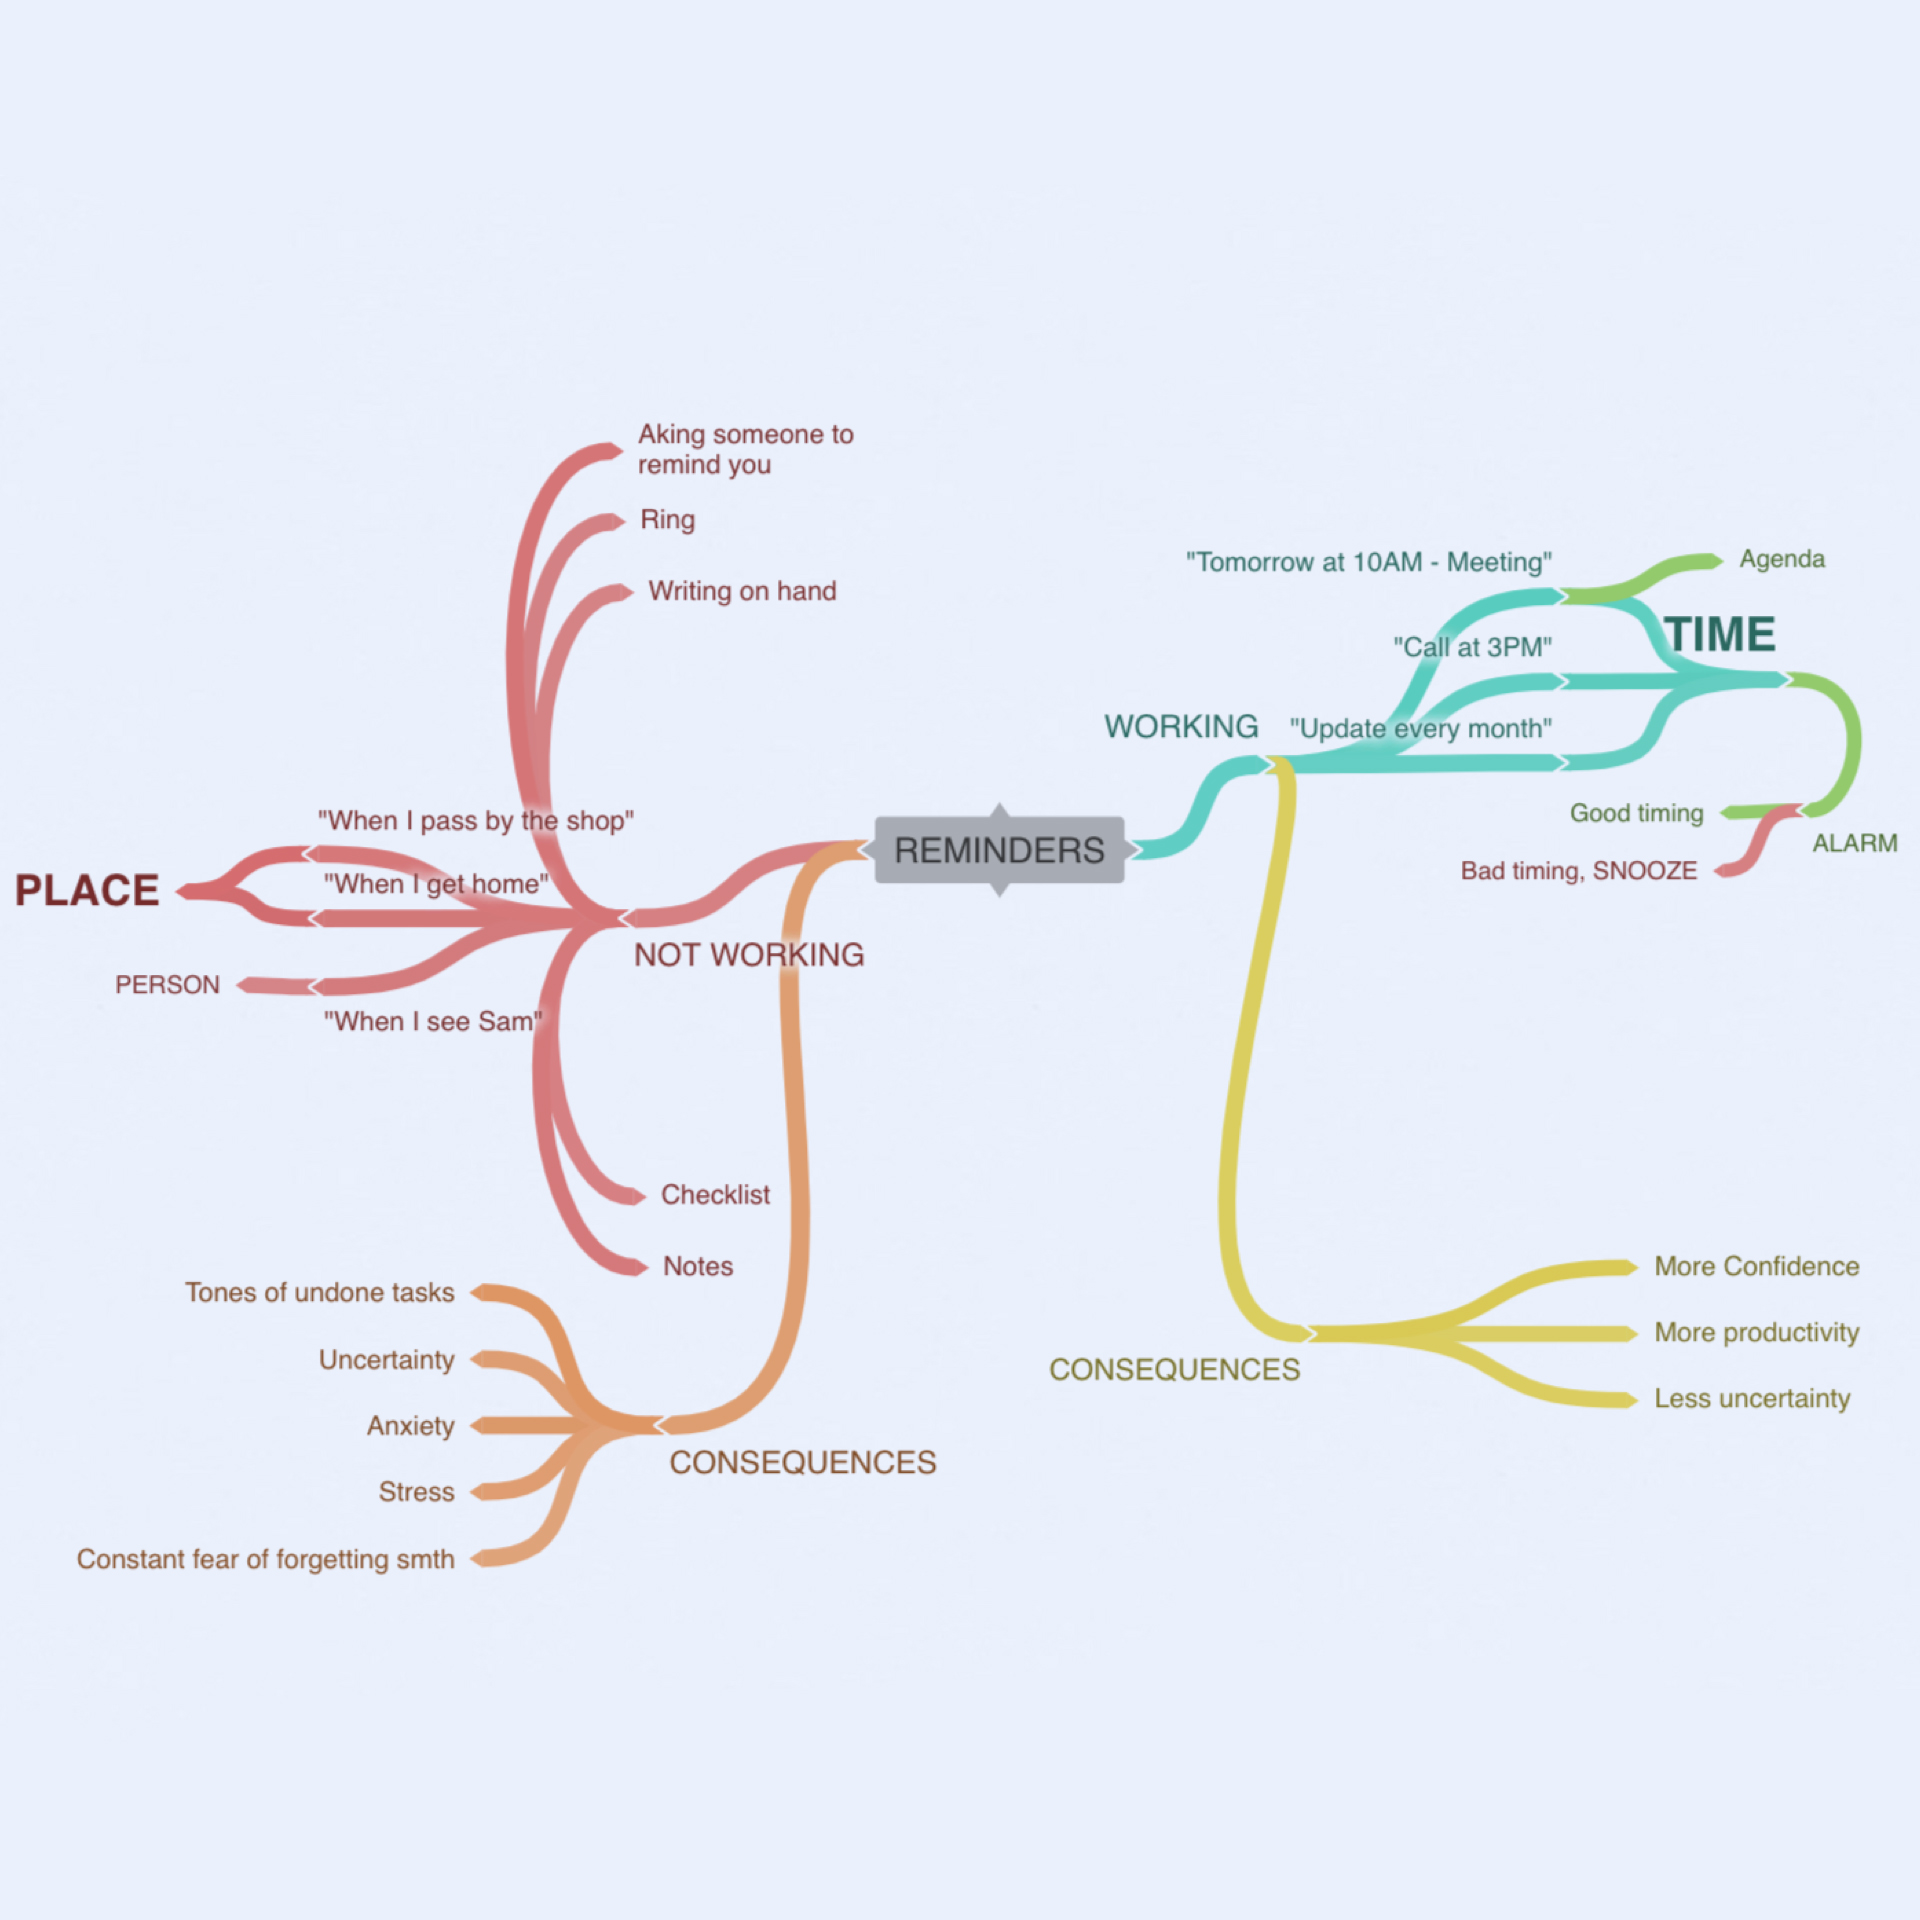 REMINDERS
NOT WORKING
Aking someone to
remind you
Ring
Writing on hand
"When I pass by the shop"
"When I get home"
PLACE
"When I see Sam"
PERSON
Checklist
Notes
CONSEQUENCES
Tones of undone tasks
Uncertainty
Anxiety
Stress
Constant fear of forgetting smth
WORKING
"Tomorrow at 10AM - Meeting"
Agenda
"Call at 3PM"
"Update every month"
TIME
ALARM
Good timing
Bad timing, SNOOZE
CONSEQUENCES
More Confidence
More productivity
Less uncertainty